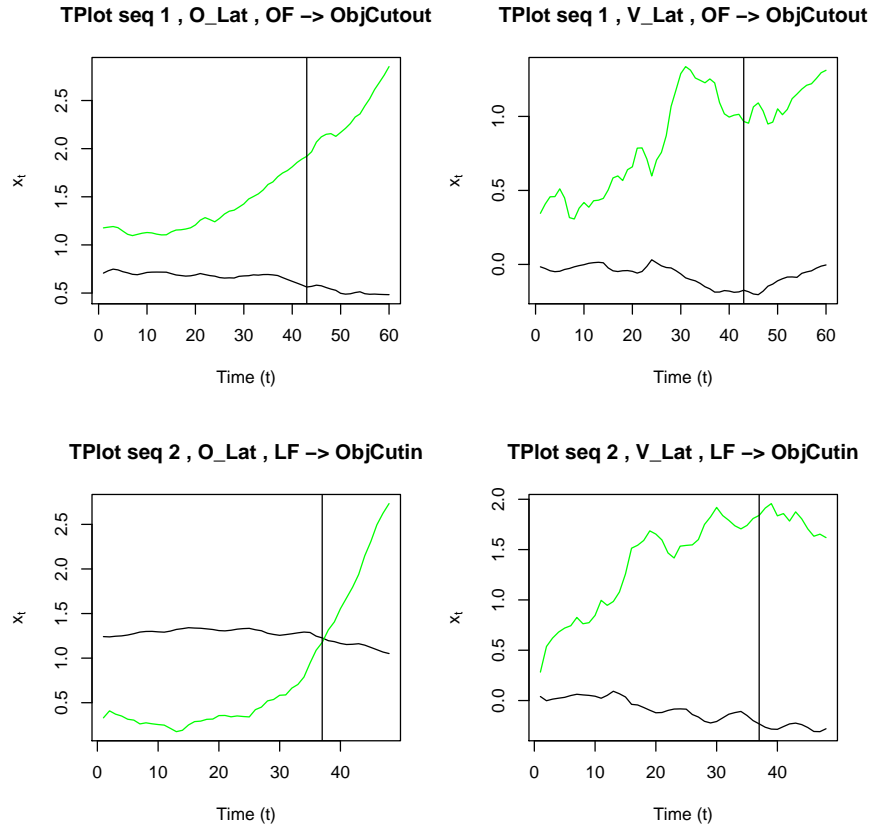 TPlot seq 1 , O_Lat , OF −> ObjCutout
x_t
0.5 1.0 1.5 2.0 2.5
0 10 20 30 40 50 60
Time (t)
TPlot seq 1 , V_Lat , OF −> ObjCutout
x_t
0.0 0.5 1.0
0 10 20 30 40 50 60
Time (t)
TPlot seq 2 , O_Lat , LF −> ObjCutin
x_t
0.5 1.0 1.5 2.0 2.5
0 10 20 30 40
Time (t)
TPlot seq 2 , V_Lat , LF −> ObjCutin
x_t
0.0 0.5 1.0 1.5 2.0
0 10 20 30 40
Time (t)